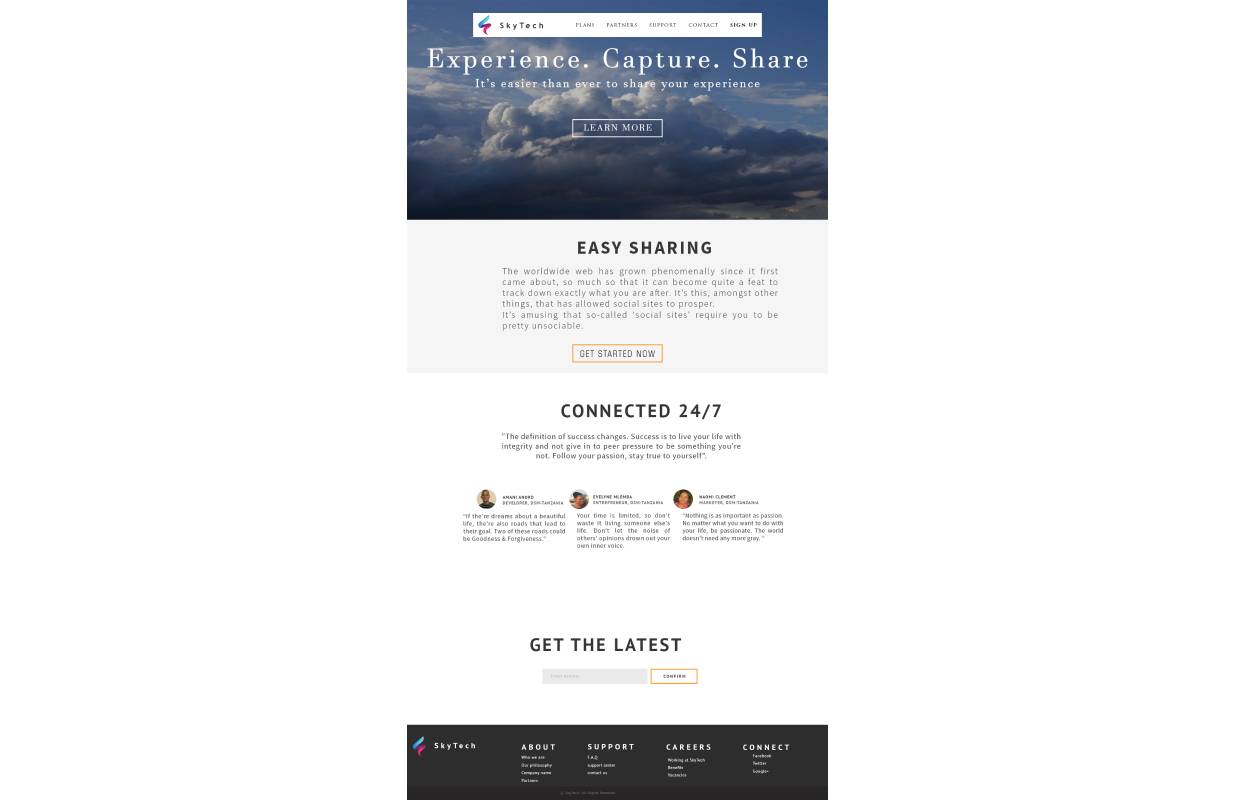 SkyTech PLANS PARTNERS SUPPORT CONTACT SIGN UP
Experience. Capture. Share
It's easier than ever to share your experience
LEARN MORE
EASY SHARING
The worldwide web has grown phenomenally since it first
came about, so much so that it can become quite a feat to
track down exactly what you are after. It's this, amongst other
things, that has allowed social sites to prosper.
It's amusing that so-called 'social sites' require you to be
pretty unsociable.
GET STARTED NOW
CONNECTED 24/7
"The definition of success changes. Success is to live your life with
integrity and not give in to peer pressure to be something you're
not. Follow your passion, stay true to yourself".
AMANI ANORD
DEVELOPER, DSM-TANZANIA
"If the're dreams about a beautiful
life, the're also roads that lead to
their goal. Two of these roads could
be Goodness & Forgiveness."
EVELYNE MLEMBA
ENTREPRENEUR, DSM-TANZANIA
Your time is limited, so don't
waste it living someone else's
life. Don't let the noise of
others' opinions drown out your
own inner voice.
NAOMI CLEMENT
MARKETER, DSM-TANZANIA
"Nothing is as important as passion.
No matter what you want to do with
your life, be passionate. The world
doesn't need any more gray. "
GET THE LATEST
CONFIRM
SkyTech
ABOUT
Who we are
Our philosophy
Company name
Partners
SUPPORT
F.A.Q
support center
contact us
CAREERS
Working at SkyTech
Benefits
Vacancies
CONNECT
Facebook
Twitter
Google+
© SkyTech All Rights Reserved